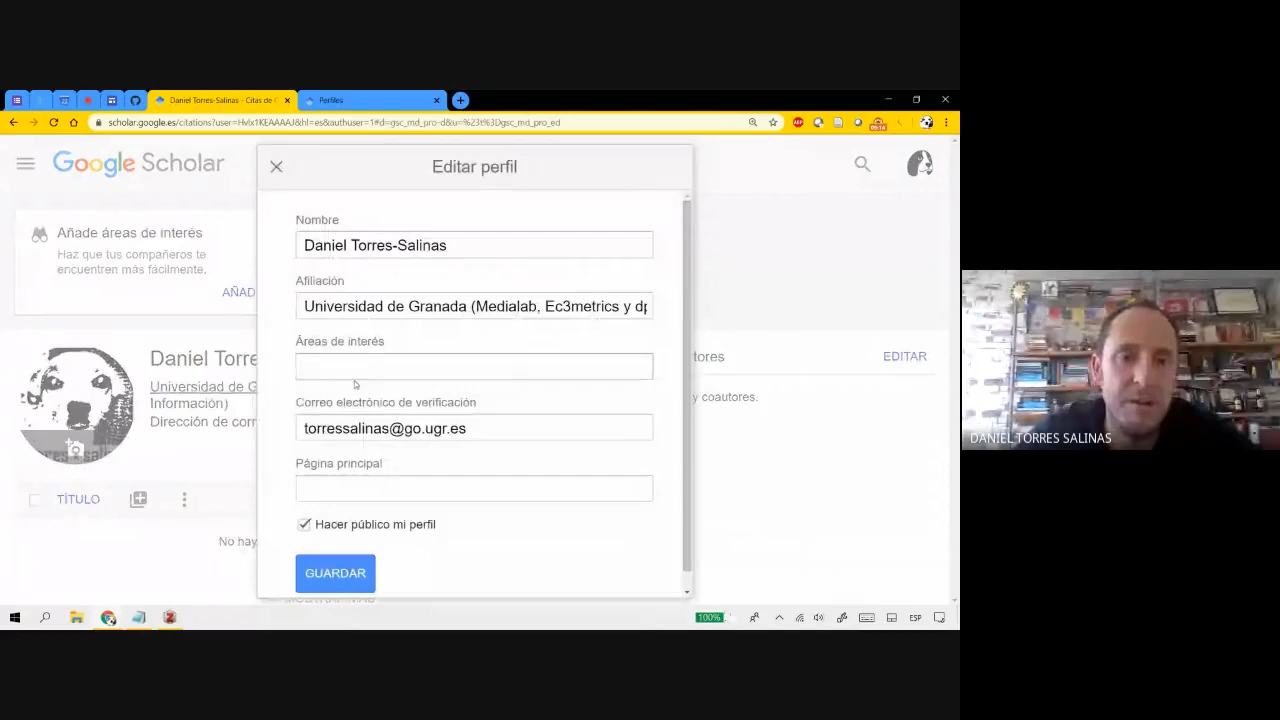 Daniel Torres-Salinas - Citas de G
Perfiles
scholar.google.es/citations?user=Hvlx1KEAAAAJ&hl=es&authuser=1#d=gsc_md_pro-d&u=%23t%3Dgsc_md_pro_ed
Google Scholar
Añade áreas de interés
Haz que tus compañeros te
encuentren más fácilmente.
AÑAD
Daniel Torre
Universidad de G
Información)
Dirección de corr
TÍTULO
No hay
Editar perfil
Nombre
Daniel Torres-Salinas
Afiliación
Universidad de Granada (Medialab, Ec3metrics y dp
Áreas de interés
Correo electrónico de verificación
torressalinas@go.ugr.es
Página principal
Hacer público mi perfil
GUARDAR
tores
EDITAR
y coautores.
DANIEL TORRES SALINAS
100%
ESP